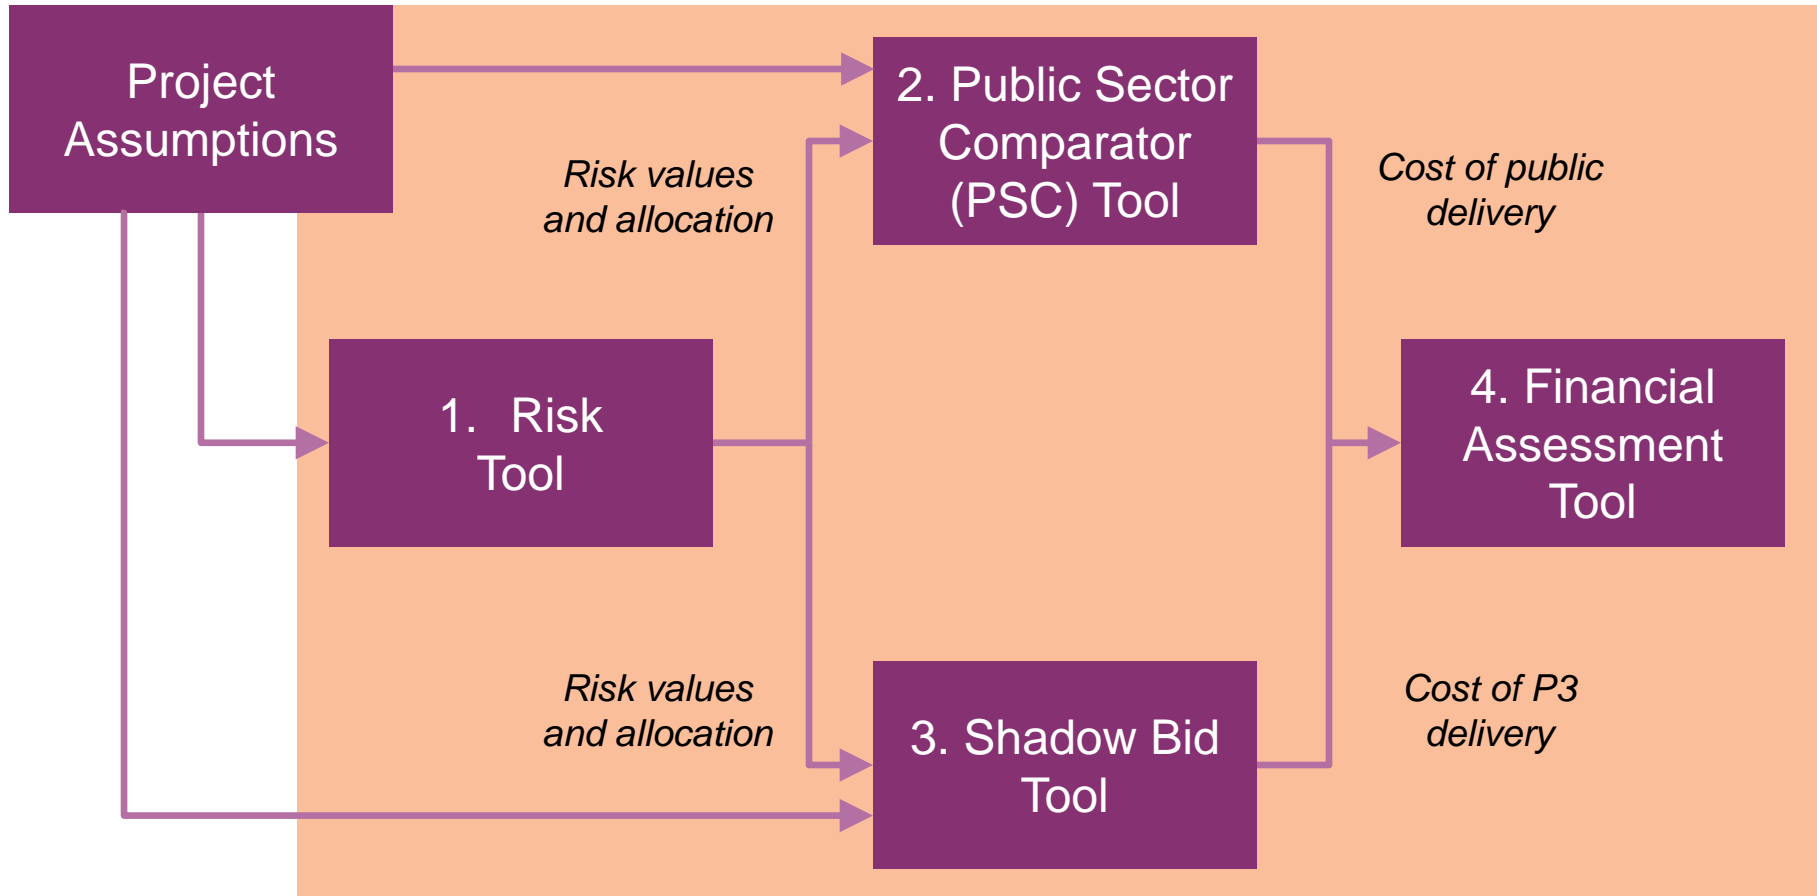 Project
Assumptions
2. Public Sector
Comparator
(PSC) Tool
Risk values
and allocation
Cost of public
delivery
1. Risk
Tool
4. Financial
Assessment
Tool
Risk values
and allocation
3. Shadow Bid
Tool
Cost of P3
delivery